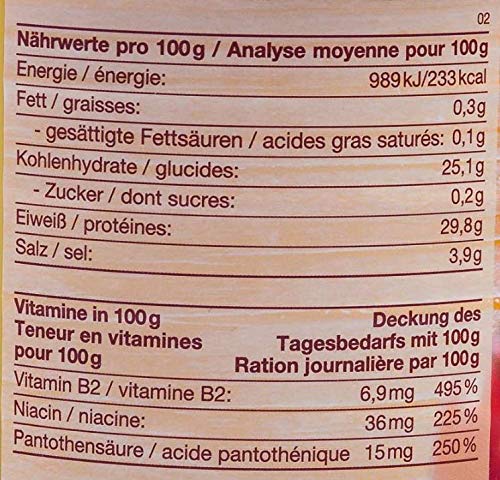 02
Nährwerte pro 100g / Analyse moyenne pour 100g
Energie / énergie: 989kJ/233kcal
Fett / graisses: 0,3g
- gesättigte Fettsäuren / acides gras saturés: 0,1g
Kohlenhydrate / glucides: 25,1g
- Zucker / dont sucres: 0,2g
Eiweiß / protéines: 29,8g
Salz / sel: 3,9g
Vitamine in 100g Deckung des
Teneur en vitamines Tagesbedarfs mit 100g
pour 100g Ration journalière par 100g
Vitamin B2 / vitamine B2: 6,9mg 495%
Niacin / niacine: 36mg 225%
Pantothensäure / acide pantothénique 15mg 250%